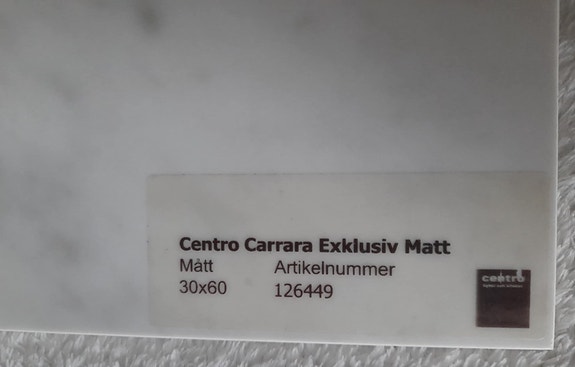 Centro Carrara Exklusiv Matt
Mått Artikelnummer
30x60 126449
centro